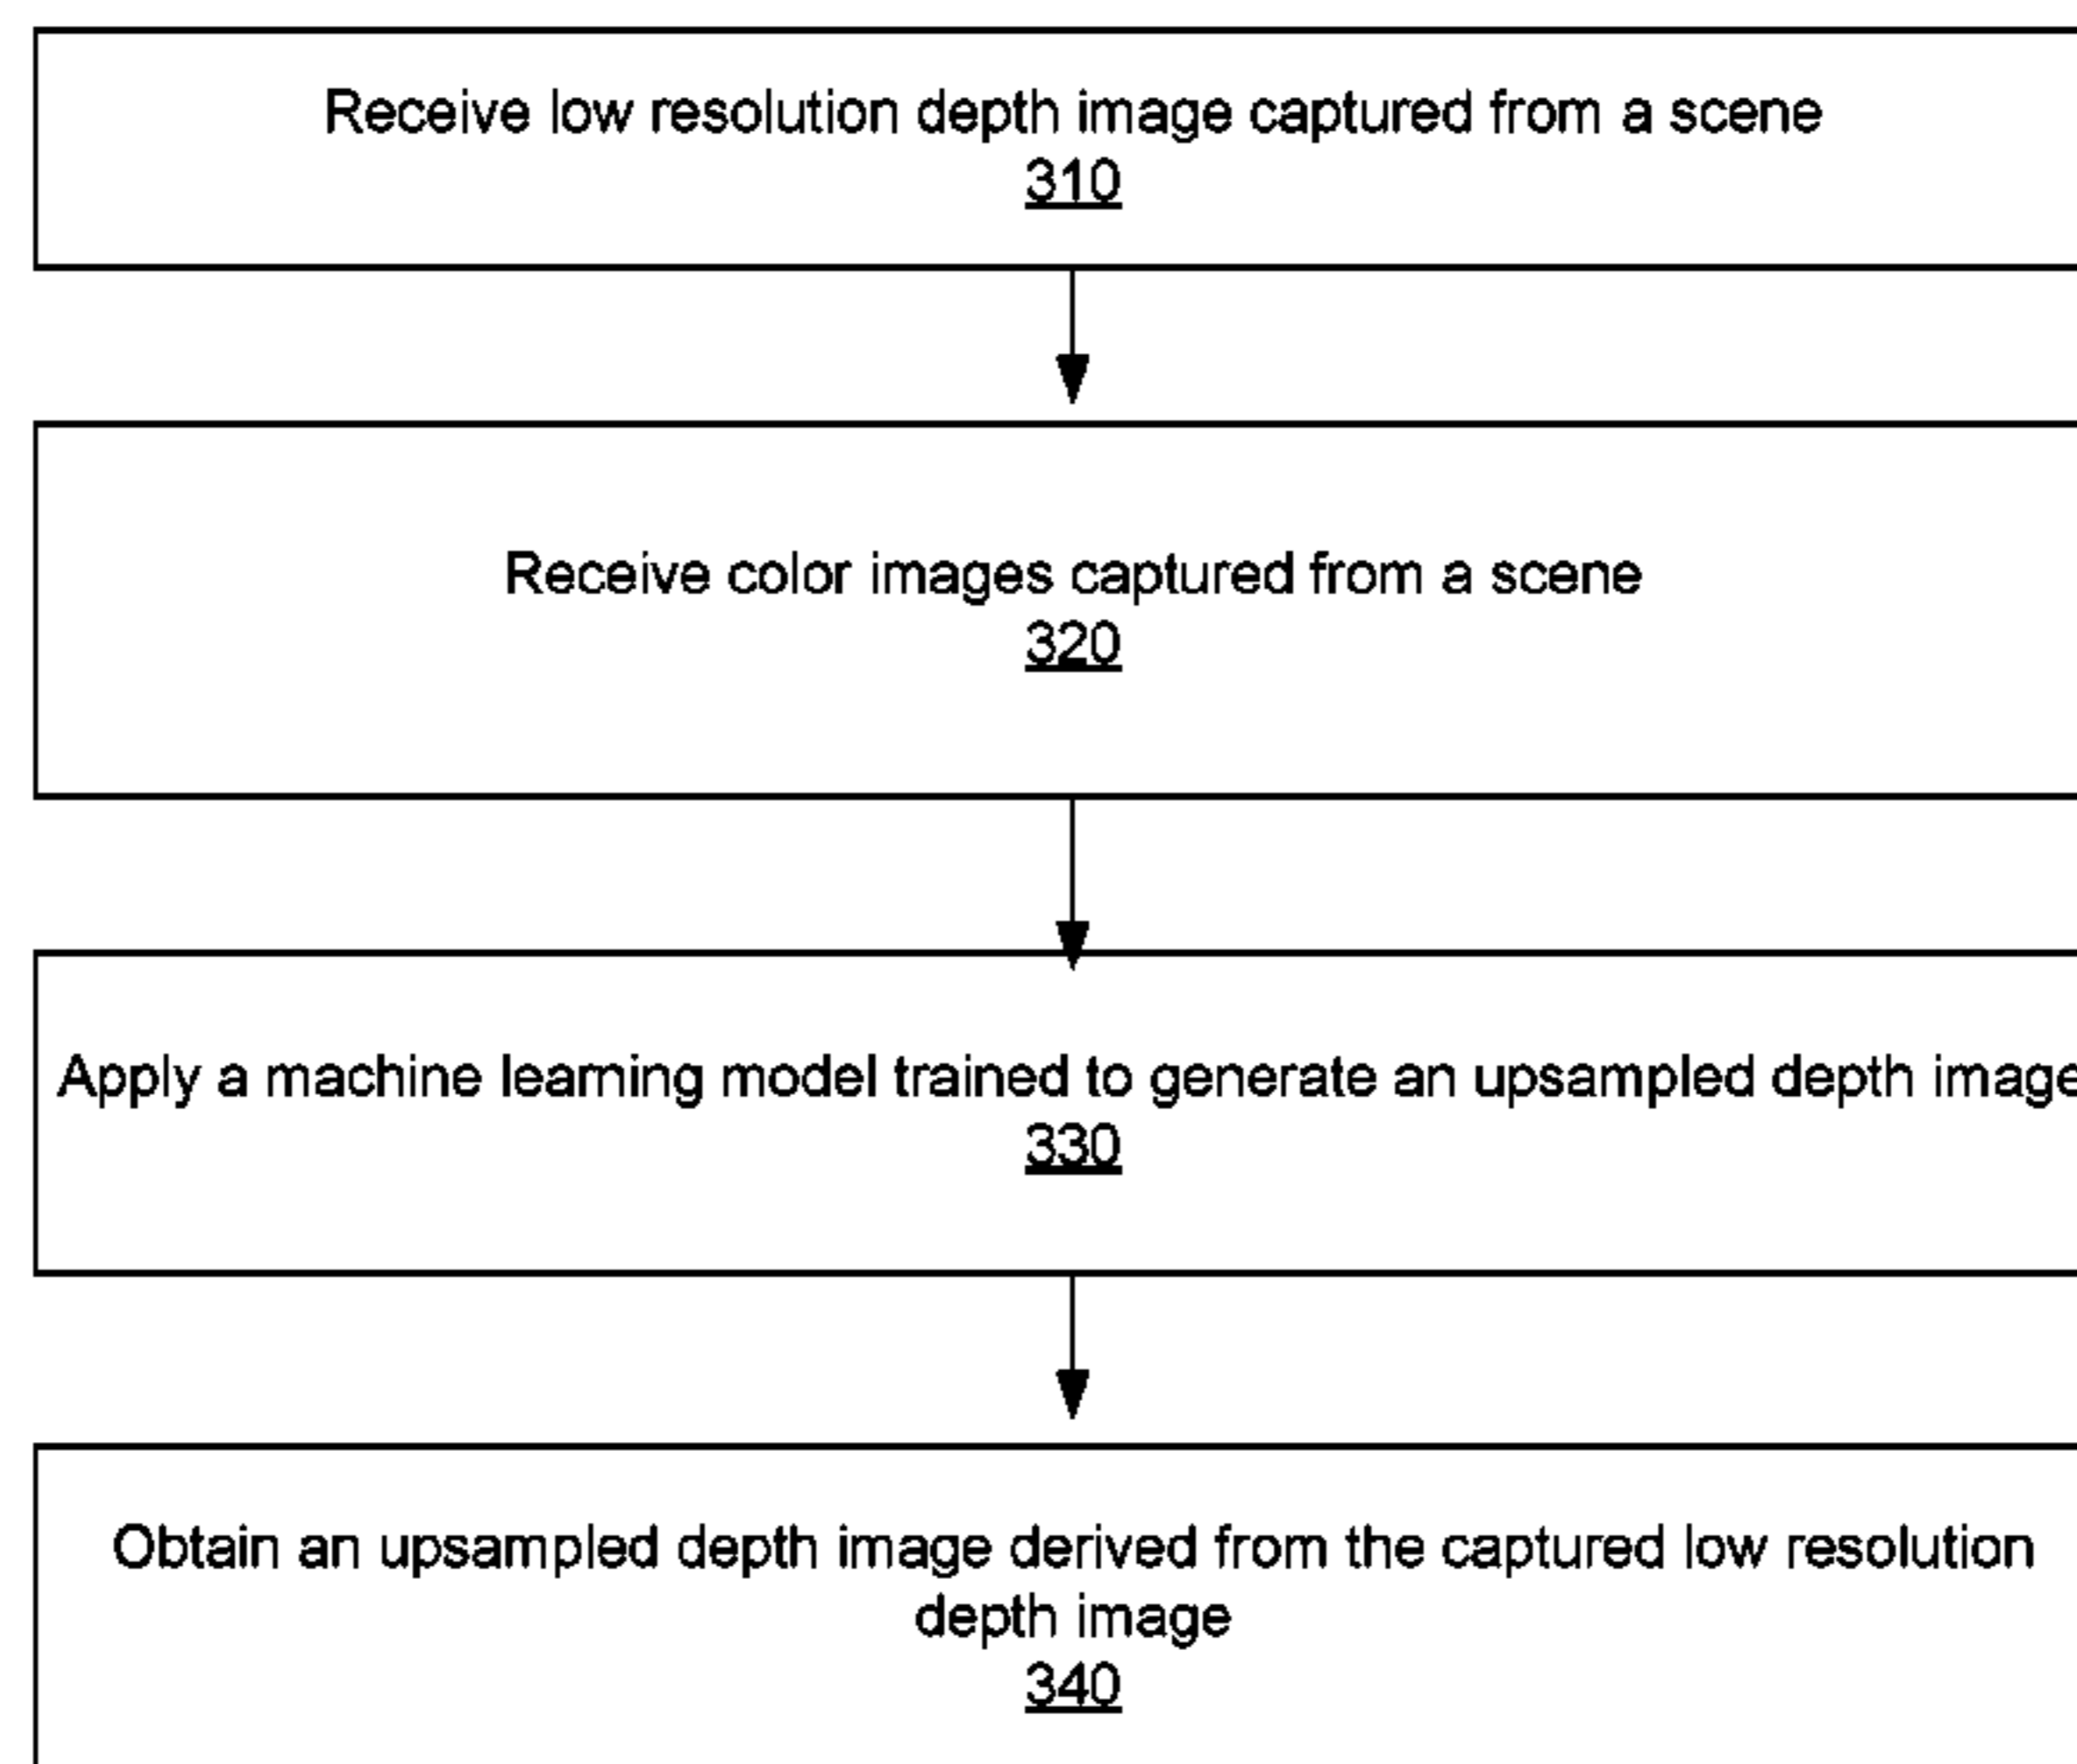 Receive low resolution depth image captured from a scene
310
Receive color images captured from a scene
320
Apply a machine learning model trained to generate an upsampled depth image
330
Obtain an upsampled depth image derived from the captured low resolution
depth image
340